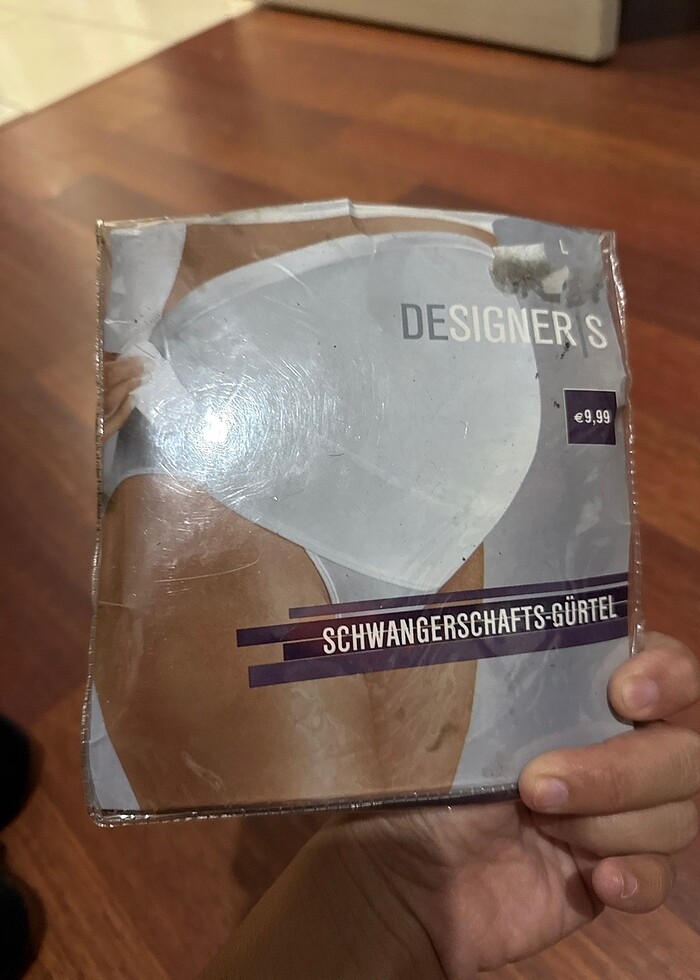 L
DESIGNER|S
€9,99
SCHWANGERSCHAFTS-GÜRTEL